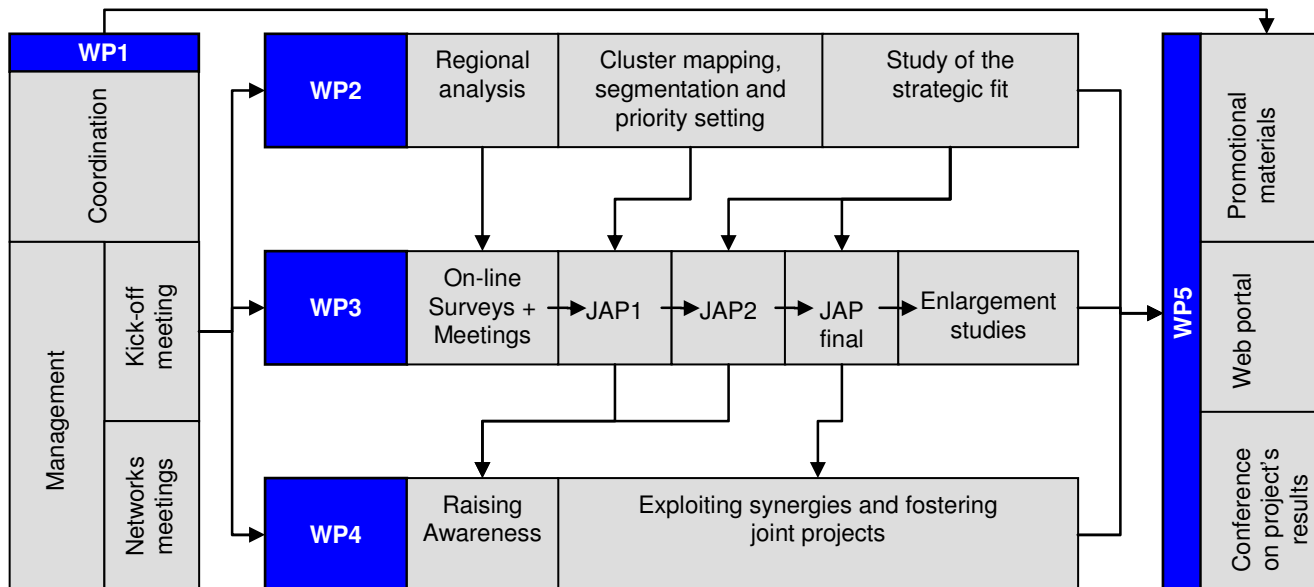 WP1
Coordination
Management
Kick-off
meeting
Networks
meetings
WP2
Regional
analysis
Cluster mapping,
segmentation and
priority setting
Study of the
strategic fit
WP3
On-line
Surveys +
Meetings
JAP1
JAP2
JAP
final
Enlargement
studies
WP4
Raising
Awareness
Exploiting synergies and fostering
joint projects
WP5
Promotional
materials
Web portal
Conference
on project's
results